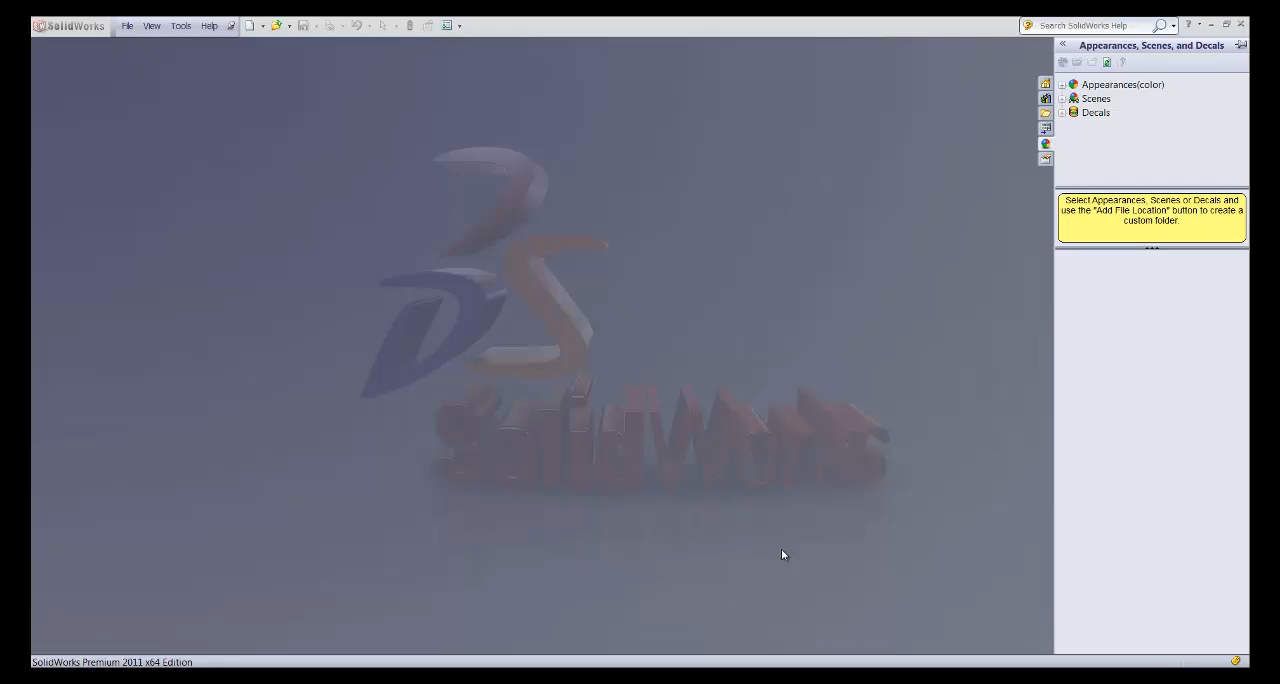 SolidWorks
File View Tools Help
Search SolidWorks Help
?
Appearances, Scenes, and Decals
Appearances(color)
Scenes
Decals
Select Appearances, Scenes or Decals and
use the "Add File Location" button to create a
custom folder.
SolidWorks
SolidWorks Premium 2011 x64 Edition